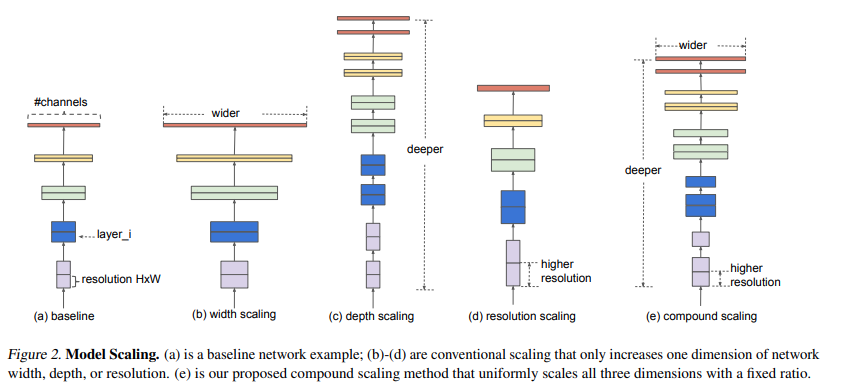 #channels
layer_i
resolution HxW
(a) baseline
wider
(b) width scaling
deeper
(c) depth scaling
higher
resolution
(d) resolution scaling
wider
deeper
higher
resolution
(e) compound scaling
Figure 2. Model Scaling. (a) is a baseline network example; (b)-(d) are conventional scaling that only increases one dimension of network
width, depth, or resolution. (e) is our proposed compound scaling method that uniformly scales all three dimensions with a fixed ratio.